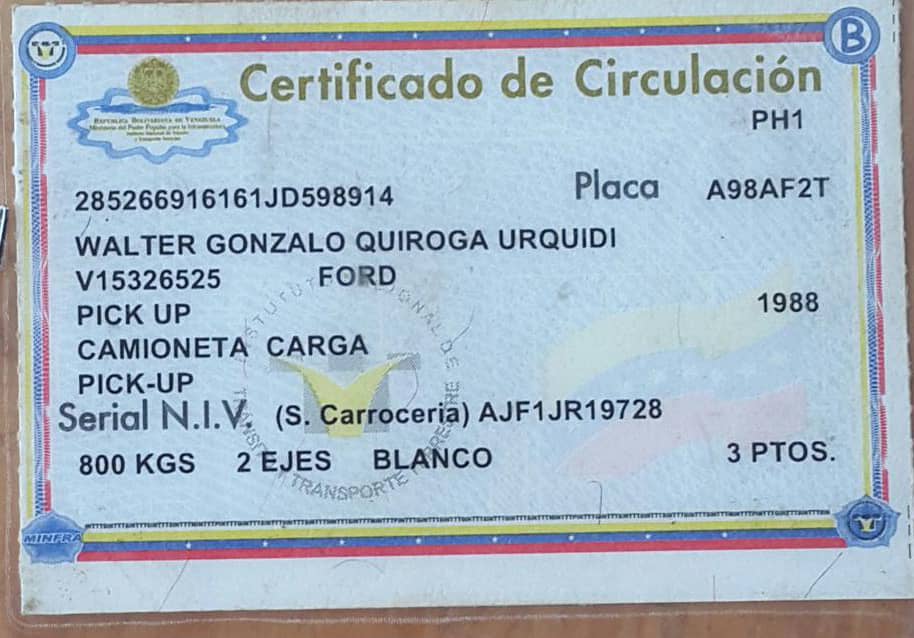 B
Certificado de Circulación
REPUBLICA BOLIVARIANA DE VENEZUELA
Ministerio del Poder Popular para la Infraestructura
Instituto Nacional de Tránsito
y Transporte Terrestre
PH1
285266916161JD598914 Placa A98AF2T
WALTER GONZALO QUIROGA URQUIDI
V15326525 FORD
PICK UP 1988
CAMIONETA CARGA
PICK-UP
Serial N.I.V. (S. Carroceria) AJF1JR19728
800 KGS 2 EJES BLANCO 3 PTOS.
INSTITUTO NACIONAL DE TRANSITO Y TRANSPORTE TERRESTRE
MINFRA